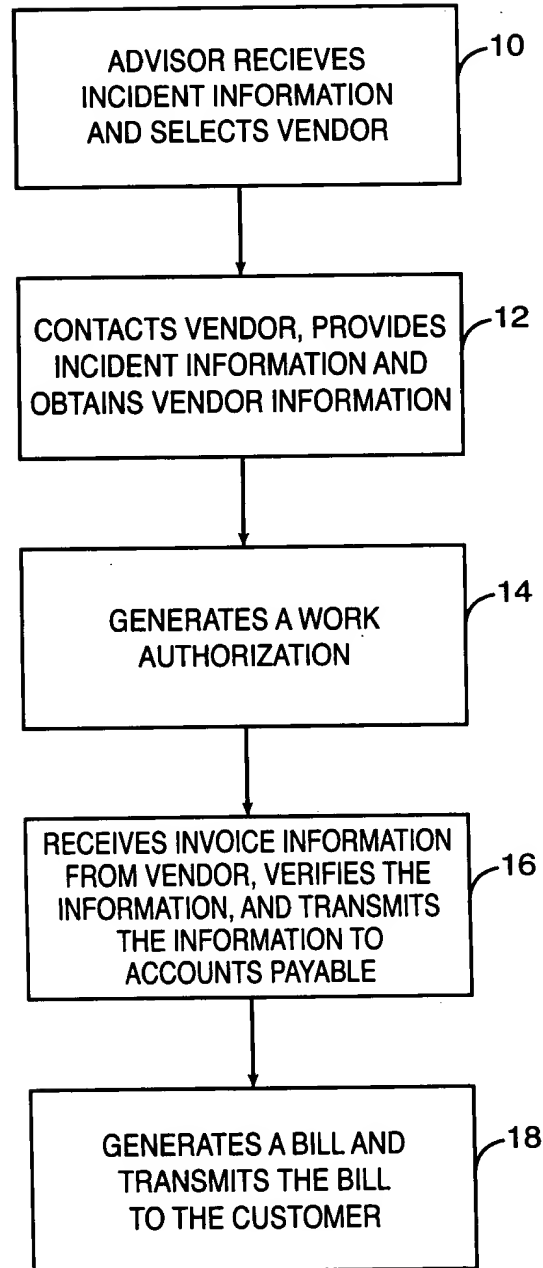 ADVISOR RECIEVES
INCIDENT INFORMATION
AND SELECTS VENDOR
10
CONTACTS VENDOR, PROVIDES
INCIDENT INFORMATION AND
OBTAINS VENDOR INFORMATION
12
GENERATES A WORK
AUTHORIZATION
14
RECEIVES INVOICE INFORMATION
FROM VENDOR, VERIFIES THE
INFORMATION, AND TRANSMITS
THE INFORMATION TO
ACCOUNTS PAYABLE
16
GENERATES A BILL AND
TRANSMITS THE BILL
TO THE CUSTOMER
18